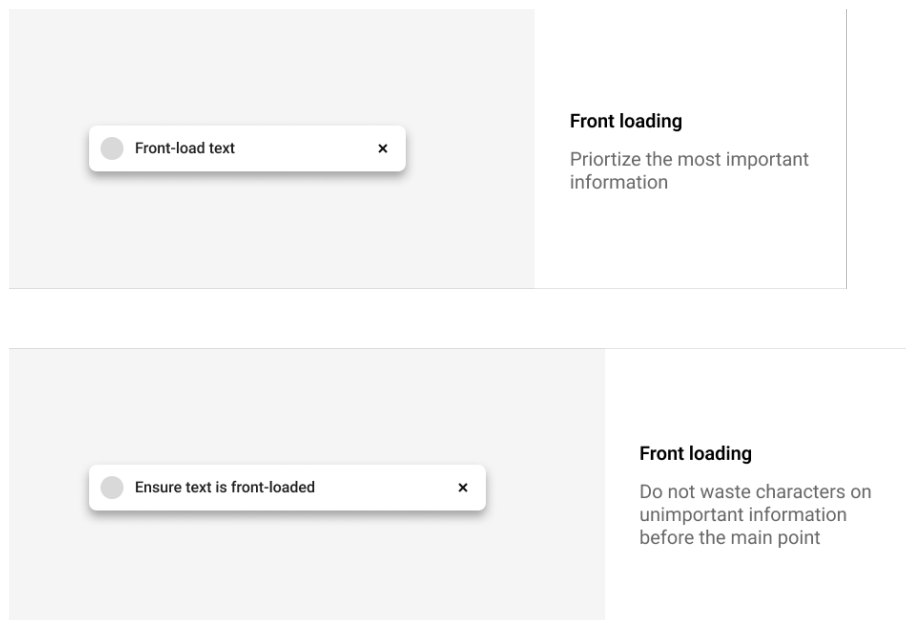 Front-load text ×
Front loading
Priortize the most important
information
Ensure text is front-loaded ×
Front loading
Do not waste characters on
unimportant information
before the main point